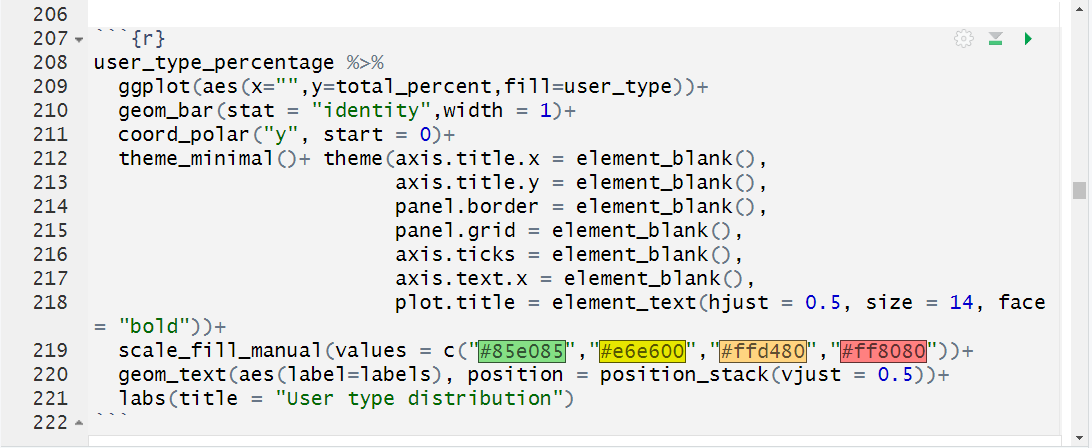 206
207 ```{r}
208 user_type_percentage %>%
209   ggplot(aes(x="",y=total_percent,fill=user_type))+
210   geom_bar(stat = "identity",width = 1)+
211   coord_polar("y", start = 0)+
212   theme_minimal()+ theme(axis.title.x = element_blank(),
213                          axis.title.y = element_blank(),
214                          panel.border = element_blank(),
215                          panel.grid = element_blank(),
216                          axis.ticks = element_blank(),
217                          axis.text.x = element_blank(),
218                          plot.title = element_text(hjust = 0.5, size = 14, face
= "bold"))+
219   scale_fill_manual(values = c("#85e085","#e6e600","#ffd480","#ff8080"))+
220   geom_text(aes(label=labels), position = position_stack(vjust = 0.5))+
221   labs(title = "User type distribution")
222 ```